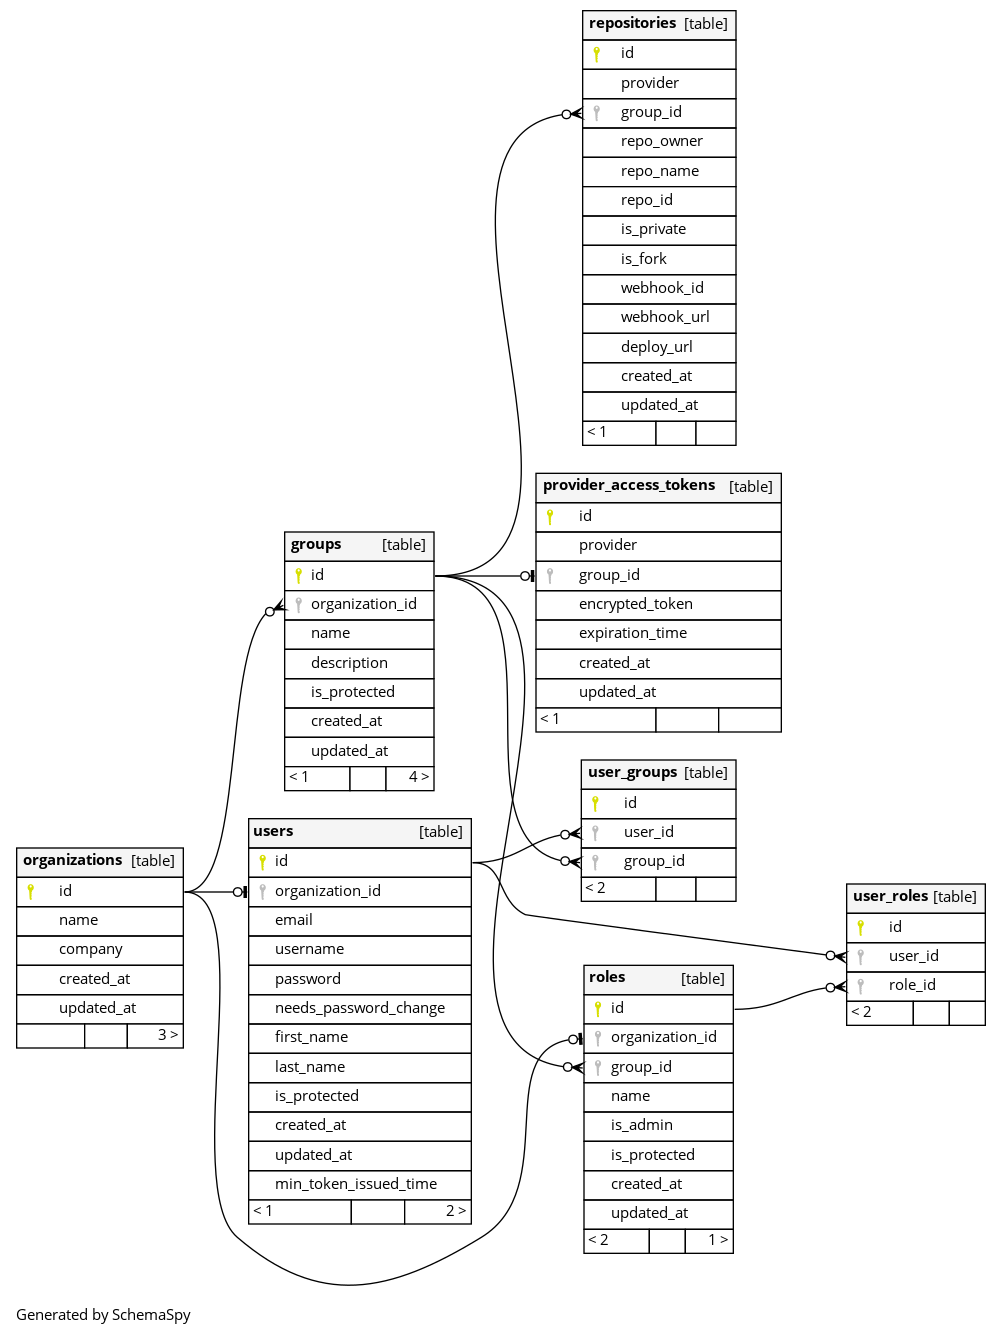 repositories [table]
id
provider
group_id
repo_owner
repo_name
repo_id
is_private
is_fork
webhook_id
webhook_url
deploy_url
created_at
updated_at
< 1
provider_access_tokens [table]
id
provider
group_id
encrypted_token
expiration_time
created_at
updated_at
< 1
groups [table]
id
organization_id
name
description
is_protected
created_at
updated_at
< 1 4 >
user_groups [table]
id
user_id
group_id
< 2
users [table]
id
organization_id
email
username
password
needs_password_change
first_name
last_name
is_protected
created_at
updated_at
min_token_issued_time
< 1 2 >
organizations [table]
id
name
company
created_at
updated_at
3 >
user_roles [table]
id
user_id
role_id
< 2
roles [table]
id
organization_id
group_id
name
is_admin
is_protected
created_at
updated_at
< 2 1 >
Generated by SchemaSpy